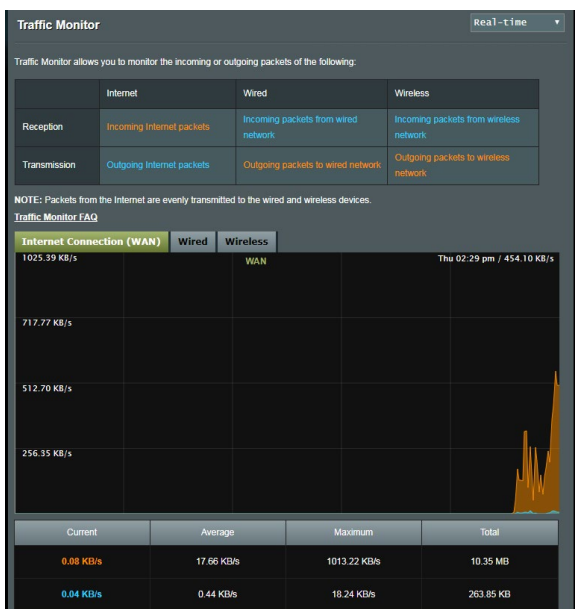 Traffic Monitor
Real-time
Traffic Monitor allows you to monitor the incoming or outgoing packets of the following:
Internet Wired Wireless
Reception Incoming Internet packets Incoming packets from wired network Incoming packets from wireless network
Transmission Outgoing Internet packets Outgoing packets to wired network Outgoing packets to wireless network
NOTE: Packets from the Internet are evenly transmitted to the wired and wireless devices.
Traffic Monitor FAQ
Internet Connection (WAN) Wired Wireless
1025.39 KB/s WAN Thu 02:29 pm / 454.10 KB/s
717.77 KB/s
512.70 KB/s
256.35 KB/s
Current Average Maximum Total
0.08 KB/s 17.66 KB/s 1013.22 KB/s 10.35 MB
0.04 KB/s 0.44 KB/s 18.24 KB/s 263.85 KB